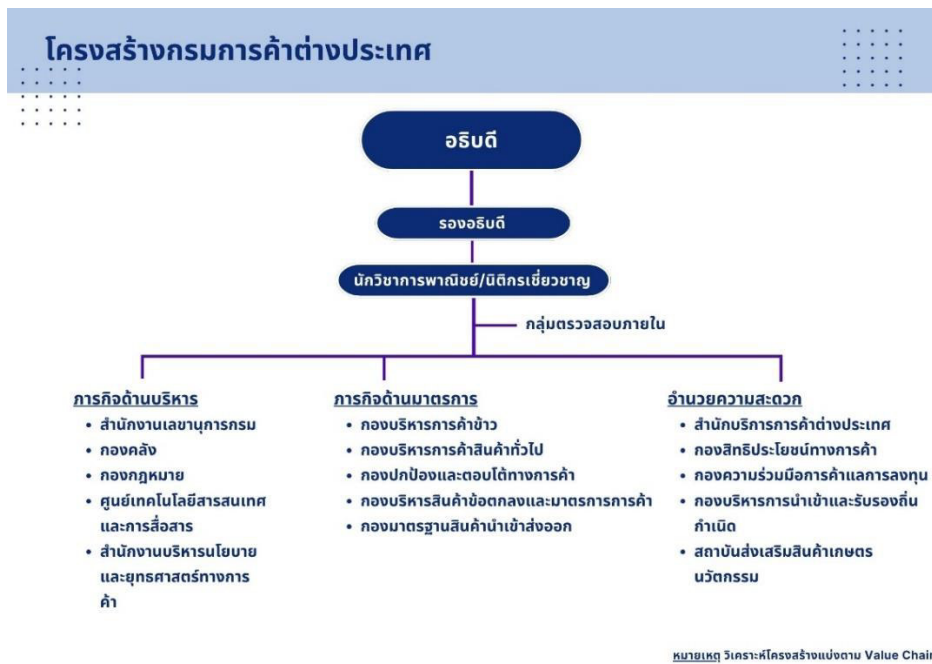 โครงสร้างกรมการค้าต่างประเทศ
อธิบดี
รองอธิบดี
นักวิชาการพาณิชย์/นิติกรเชี่ยวชาญ
กลุ่มตรวจสอบภายใน
ภารกิจด้านบริหาร
• สำนักงานเลขานุการกรม
• กองคลัง
• กองกฎหมาย
• ศูนย์เทคโนโลยีสารสนเทศ
และการสื่อสาร
• สำนักงานบริหารนโยบาย
และยุทธศาสตร์ทางการ
ค้า
ภารกิจด้านมาตรการ
• กองบริหารการค้าข้าว
• กองบริหารการค้าสินค้าทั่วไป
• กองปกป้องและตอบโต้ทางการค้า
• กองบริหารสินค้าข้อตกลงและมาตรการการค้า
• กองมาตรฐานสินค้านำเข้าส่งออก
อำนวยความสะดวก
• สำนักบริการการค้าต่างประเทศ
• กองสิทธิประโยชน์ทางการค้า
• กองความร่วมมือการค้าแลการลงทุน
• กองบริหารการนำเข้าและรับรองถิ่น
กำเนิด
• สถาบันส่งเสริมสินค้าเกษตร
นวัตกรรม
หมายเหตุ วิเคราะห์โครงสร้างแบ่งตาม Value Chain